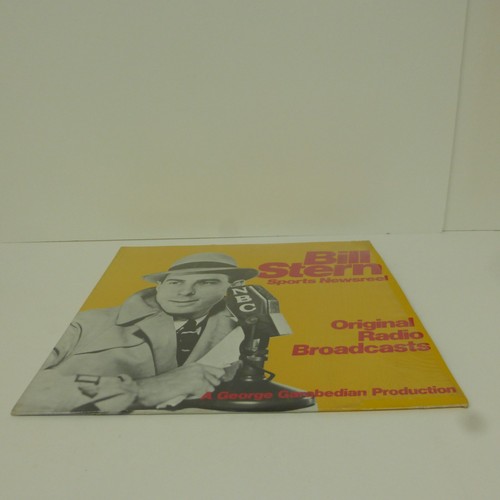 Bill
Stern
Sports Newsreel
NBC
Original
Radio
Broadcasts
A George Garabedian Production